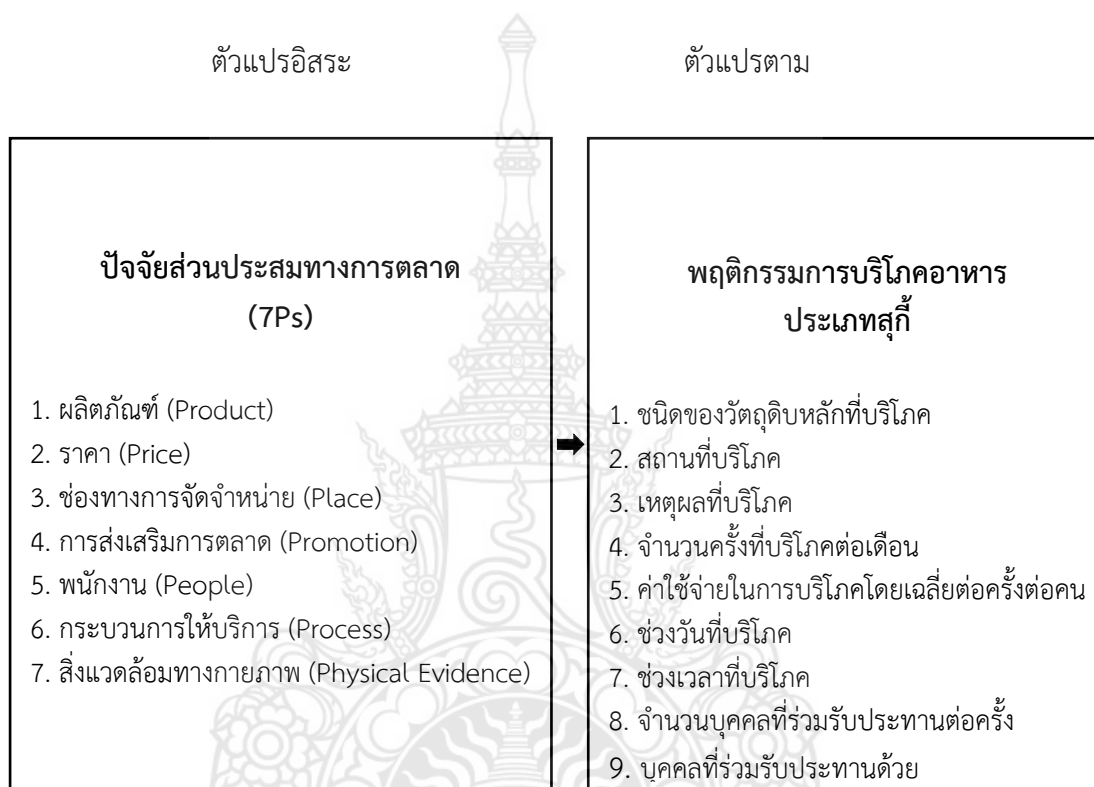 ตัวแปรอิสระ
ตัวแปรตาม
ปัจจัยส่วนประสมทางการตลาด
(7Ps)
1. ผลิตภัณฑ์ (Product)
2. ราคา (Price)
3. ช่องทางการจัดจำหน่าย (Place)
4. การส่งเสริมการตลาด (Promotion)
5. พนักงาน (People)
6. กระบวนการให้บริการ (Process)
7. สิ่งแวดล้อมทางกายภาพ (Physical Evidence)
พฤติกรรมการบริโภคอาหาร
ประเภทสุกี้
1. ชนิดของวัตถุดิบหลักที่บริโภค
2. สถานที่บริโภค
3. เหตุผลที่บริโภค
4. จำนวนครั้งที่บริโภคต่อเดือน
5. ค่าใช้จ่ายในการบริโภคโดยเฉลี่ยต่อครั้งต่อคน
6. ช่วงวันที่บริโภค
7. ช่วงเวลาที่บริโภค
8. จำนวนบุคคลที่ร่วมรับประทานต่อครั้ง
9. บุคคลที่ร่วมรับประทานด้วย